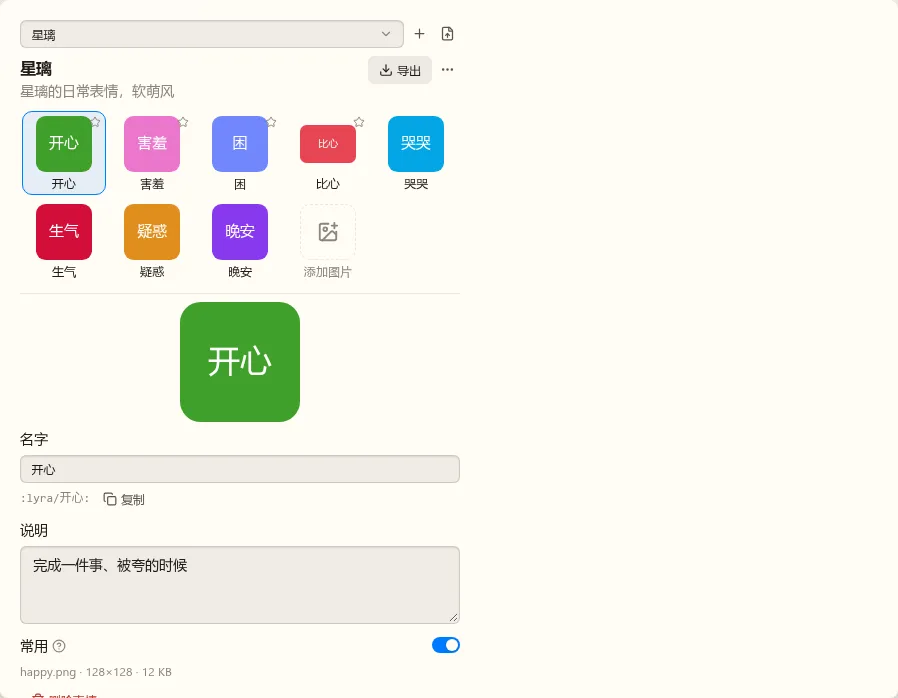 星璃
星璃
导出
星璃的日常表情，软萌风
开心 害羞 困 比心 哭哭
开心 害羞 困 比心 哭哭
生气 疑惑 晚安
生气 疑惑 晚安 添加图片
开心
名字
开心
:lyra/开心: 复制
说明
完成一件事、被夸的时候
常用
happy.png · 128×128 · 12 KB
删除表情